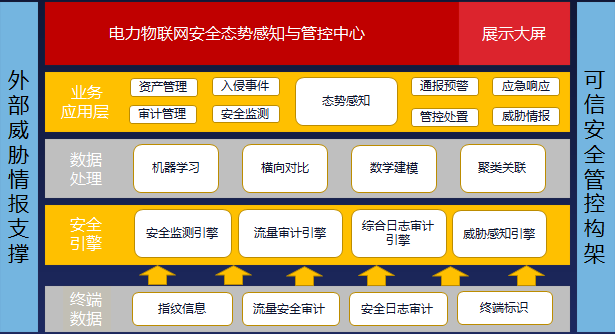 电力物联网安全态势感知与管控中心
展示大屏
外部威胁情报支撑
业务
应用层
资产管理
入侵事件
态势感知
通报预警
应急响应
审计管理
安全监测
管控处置
威胁情报
数据
处理
机器学习
横向对比
数学建模
聚类关联
安全
引擎
安全监测引擎
流量审计引擎
综合日志审计
引擎
威胁感知引擎
终端
数据
指纹信息
流量安全审计
安全日志审计
终端标识
可信安全管控构架